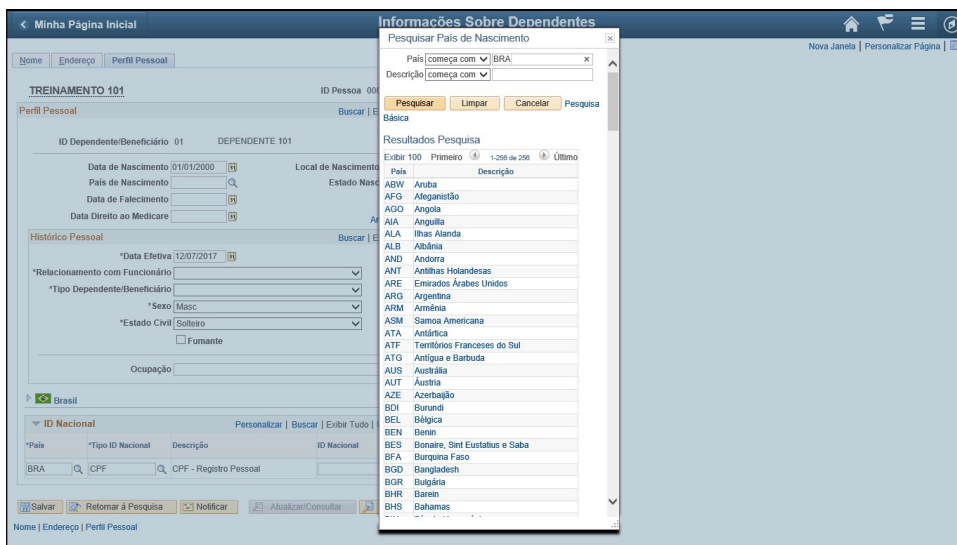 Minha Página Inicial
Informações Sobre Dependentes
Nova Janela | Personalizar Página |
Nome Endereço Perfil Pessoal
TREINAMENTO 101 ID Pessoa
Perfil Pessoal Buscar |
ID Dependente/Beneficiário 01 DEPENDENTE 101
Data de Nascimento 01/01/2000 Local de Nascimento
País de Nascimento Estado
Data de Falecimento
Data Direito ao Medicare
Histórico Pessoal Buscar |
*Data Efetiva 12/07/2017
*Relacionamento com Funcionário
*Tipo Dependente/Beneficiário
*Sexo Masc
*Estado Civil Solteiro
Fumante
Ocupação
Brasil
ID Nacional Personalizar | Buscar | Exibir Tudo |
*País *Tipo ID Nacional Descrição ID Nacional
BRA CPF CPF - Registro Pessoal
Salvar Retornar à Pesquisa Notificar Atualizar/Consultar
Nome | Endereço | Perfil Pessoal
Pesquisar País de Nascimento
País começa com BRA
Descrição começa com
Pesquisar Limpar Cancelar Pesquisa
Básica
Resultados Pesquisa
Exibir 100 Primeiro 1-256 de 256 Último
País Descrição
ABW Aruba
AFG Afeganistão
AGO Angola
AIA Anguilla
ALA Ilhas Alanda
ALB Albânia
AND Andorra
ANT Antilhas Holandesas
ARE Emirados Árabes Unidos
ARG Argentina
ARM Armênia
ASM Samoa Americana
ATA Antártica
ATF Territórios Franceses do Sul
ATG Antígua e Barbuda
AUS Austrália
AUT Áustria
AZE Azerbaijão
BDI Burundi
BEL Bélgica
BEN Benin
BES Bonaire, Sint Eustatius e Saba
BFA Burquina Faso
BGD Bangladesh
BGR Bulgária
BHR Barein
BHS Bahamas